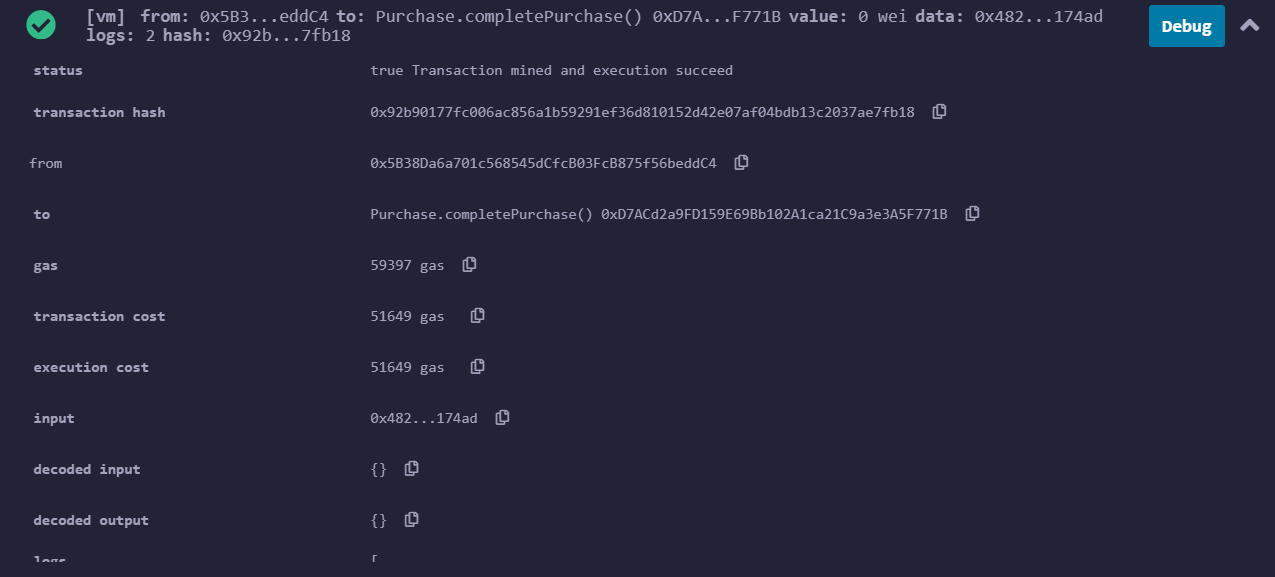 [vm] from: 0x5B3...eddC4 to: Purchase.completePurchase() 0xD7A...F771B value: 0 wei data: 0x482...174ad
logs: 2 hash: 0x92b...7fb18
Debug
status true Transaction mined and execution succeed
transaction hash 0x92b90177fc006ac856a1b59291ef36d810152d42e07af04bdb13c2037ae7fb18
from 0x5B38Da6a701c568545dCfcB03FcB875f56beddC4
to Purchase.completePurchase() 0xD7ACd2a9FD159E69Bb102A1ca21C9a3e3A5F771B
gas 59397 gas
transaction cost 51649 gas
execution cost 51649 gas
input 0x482...174ad
decoded input {}
decoded output {}
logs [